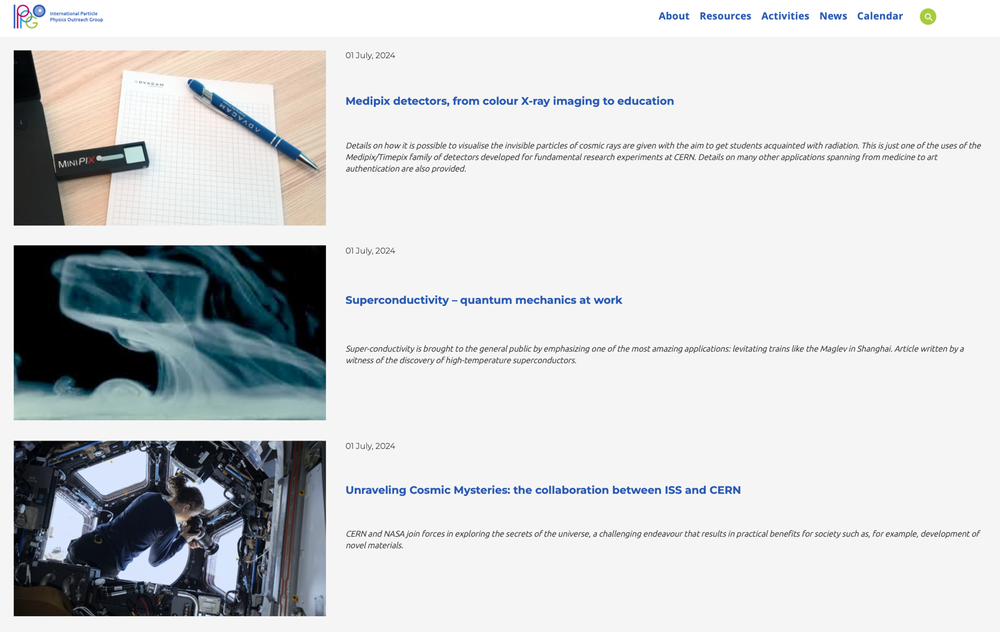 International Particle
Physics Outreach Group
About Resources Activities News Calendar
ADVACAM
ADVACAM
MINIPIX
01 July, 2024
Medipix detectors, from colour X-ray imaging to education
Details on how it is possible to visualise the invisible particles of cosmic rays are given with the aim to get students acquainted with radiation. This is just one of the uses of the
Medipix/Timepix family of detectors developed for fundamental research experiments at CERN. Details on many other applications spanning from medicine to art
authentication are also provided.
01 July, 2024
Superconductivity – quantum mechanics at work
Super-conductivity is brought to the general public by emphasizing one of the most amazing applications: levitating trains like the Maglev in Shanghai. Article written by a
witness of the discovery of high-temperature superconductors.
01 July, 2024
Unraveling Cosmic Mysteries: the collaboration between ISS and CERN
CERN and NASA join forces in exploring the secrets of the universe, a challenging endeavour that results in practical benefits for society such as, for example, development of
novel materials.